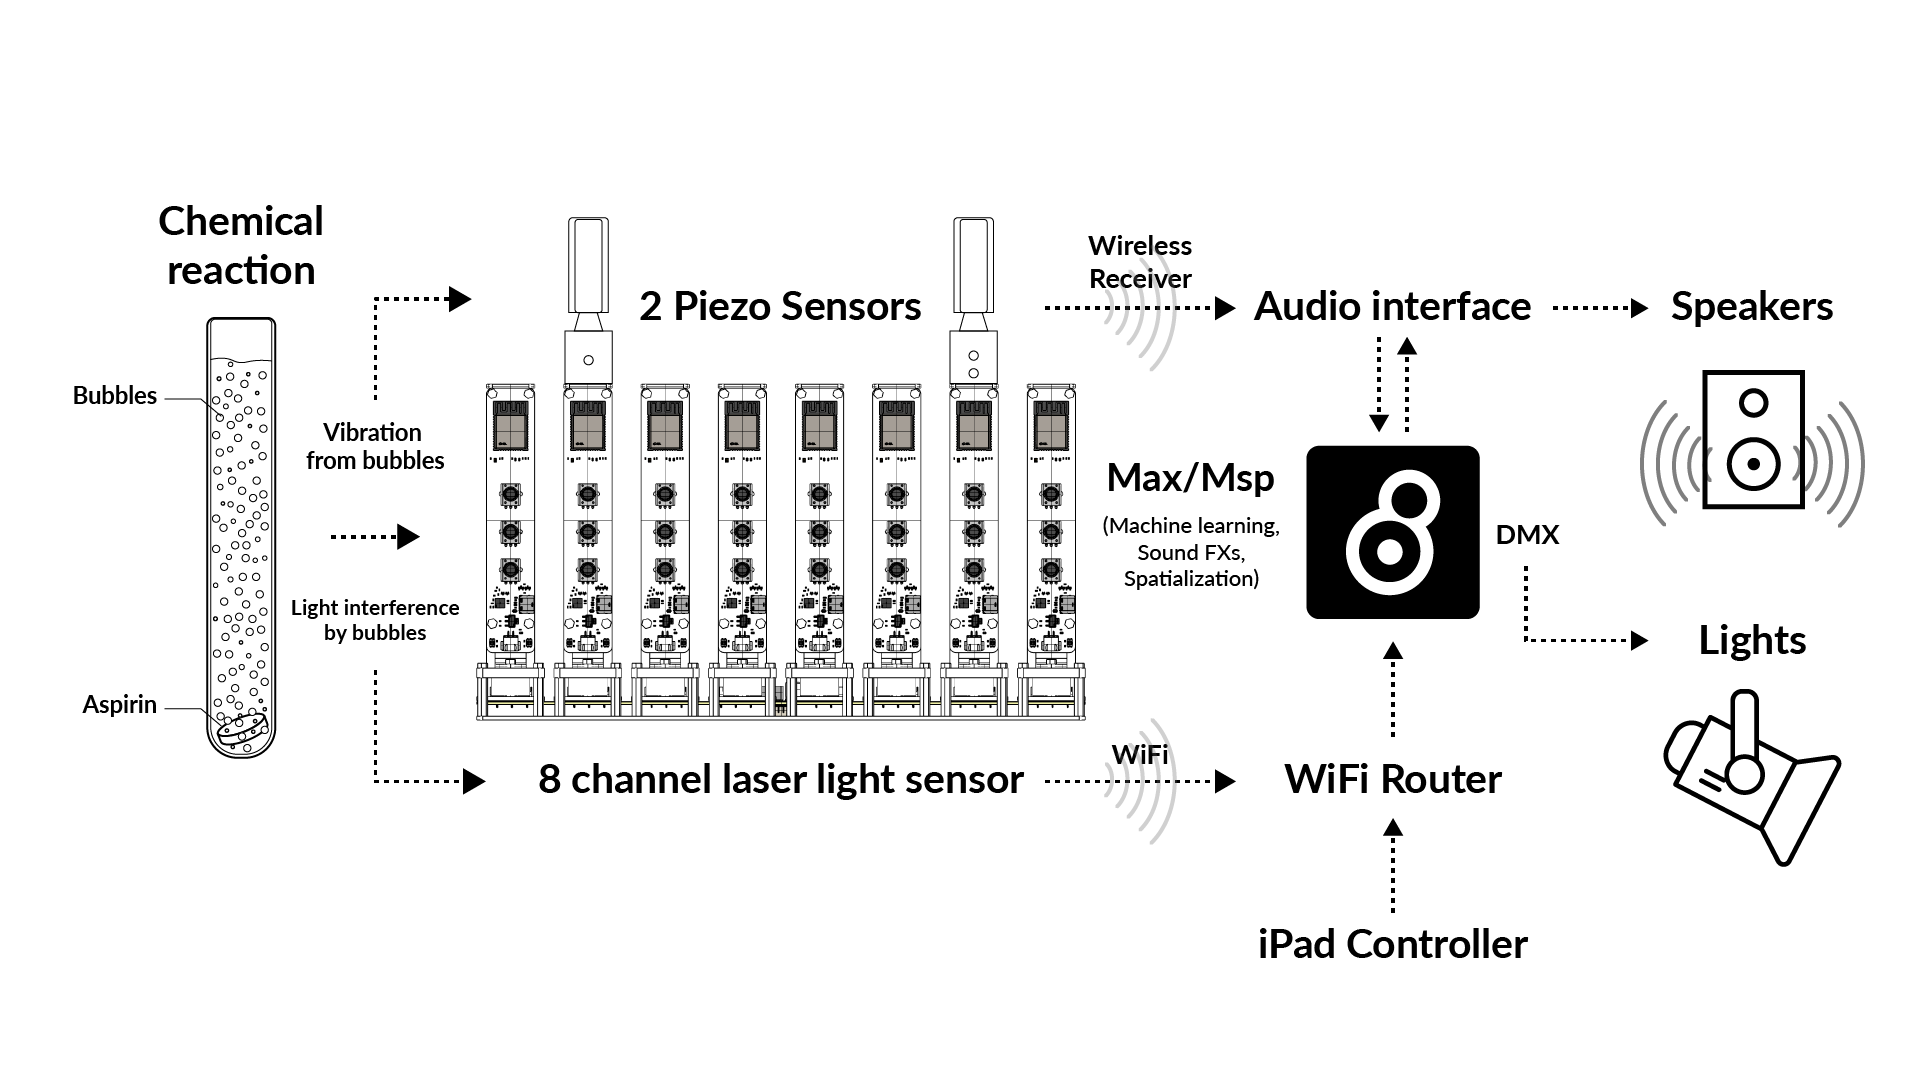 Chemical
reaction
Bubbles
Aspirin
Vibration
from bubbles
Light interference
by bubbles
2 Piezo Sensors
8 channel laser light sensor
Wireless
Receiver
WiFi
Audio interface
Max/Msp
(Machine learning,
Sound FXs,
Spatialization)
WiFi Router
iPad Controller
Speakers
DMX
Lights